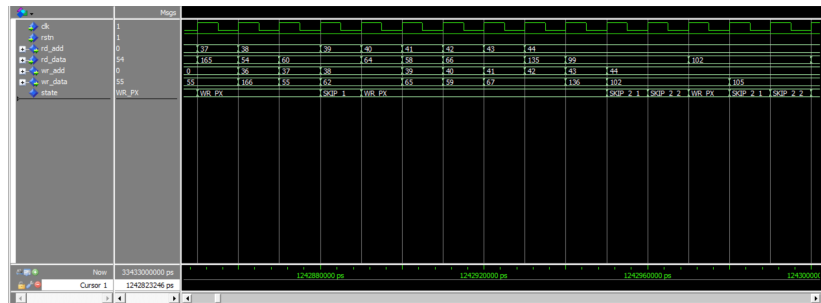 Msgs
clk 1
rstn 1
rd_add 0 37 38 39 40 41 42 43 44
rd_data 54 165 54 60 64 58 66 135 99 102
wr_add 0 0 36 37 38 39 40 41 42 43 44
wr_data 55 55 166 55 62 65 59 67 136 102 105
state WR_PX WR_PX SKIP_1 WR_PX SKIP_2_1 SKIP_2_2 WR_PX SKIP_2_1 SKIP_2_2
Now 33433000000 ps 1242880000 ps 1242920000 ps 1242960000 ps
Cursor 1 1242823246 ps